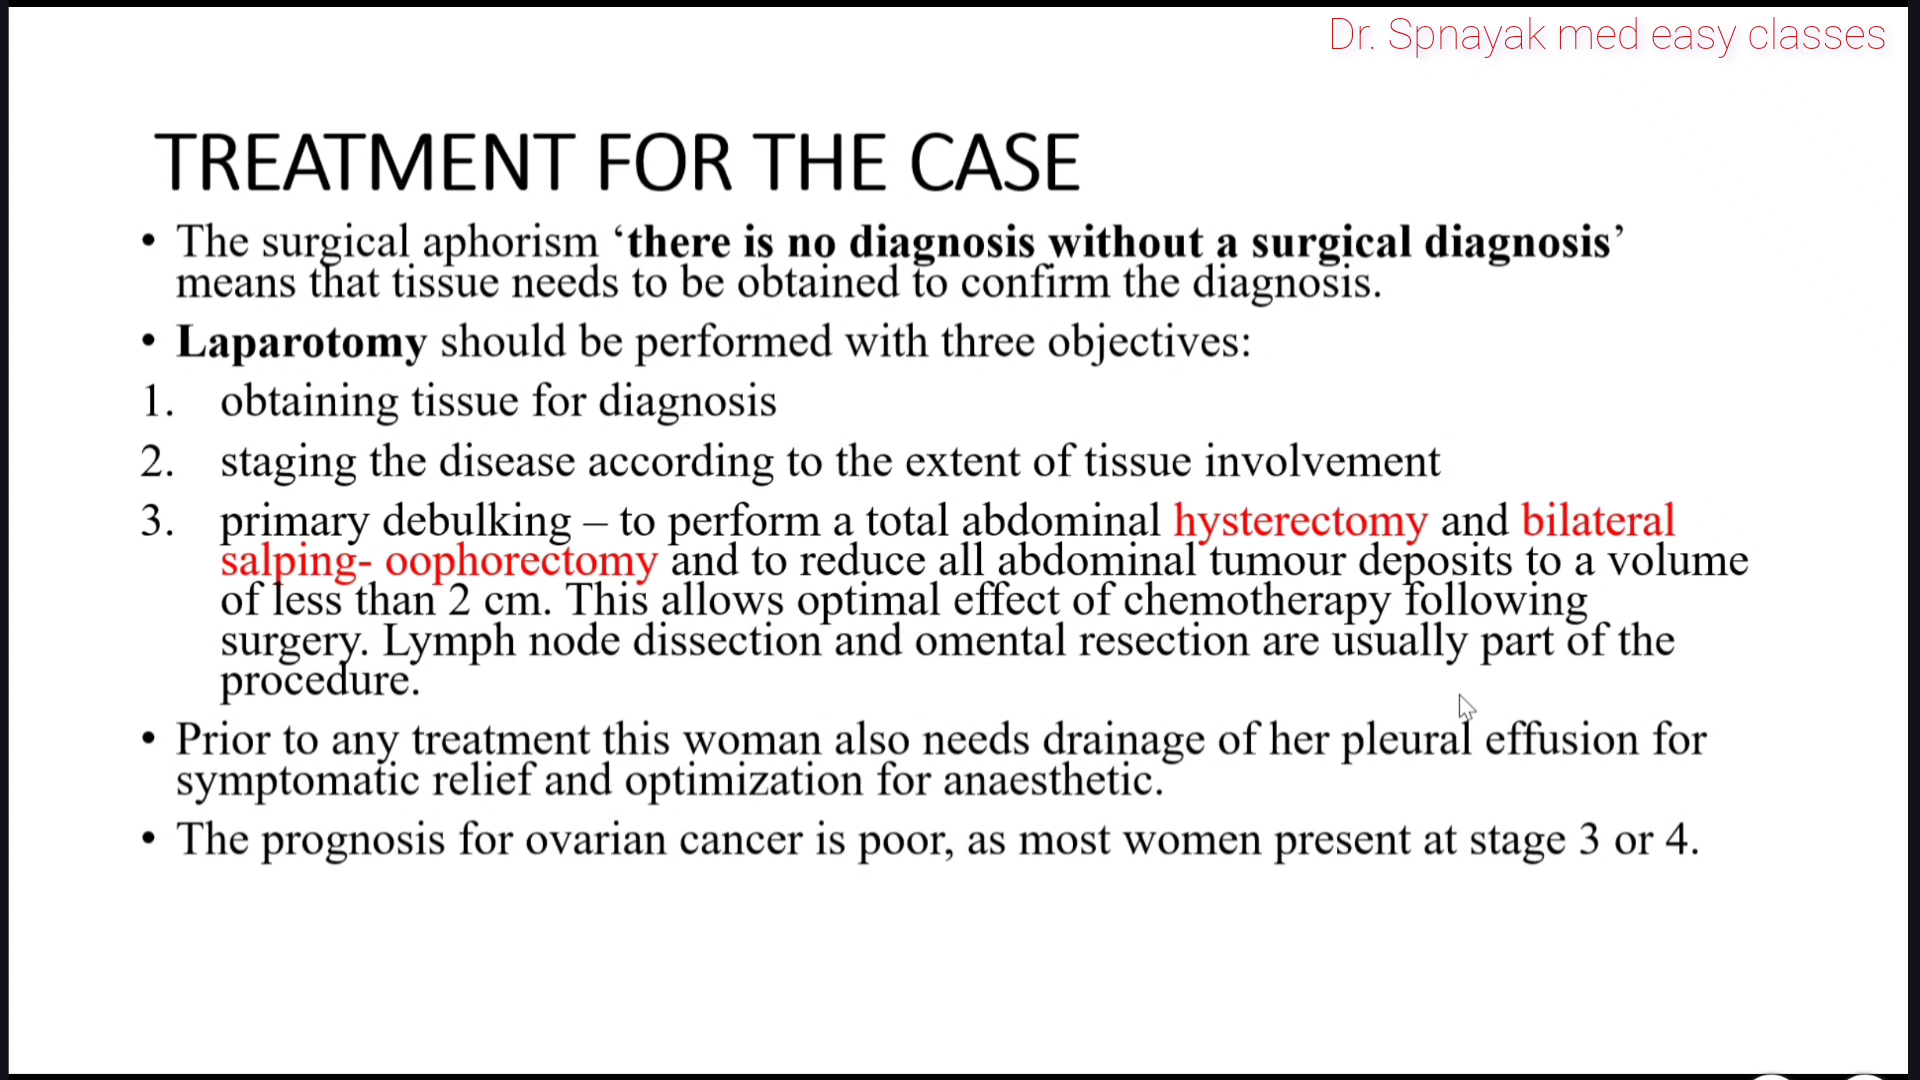 Dr. Spnayak med easy classes
TREATMENT FOR THE CASE
• The surgical aphorism ‘there is no diagnosis without a surgical diagnosis’
means that tissue needs to be obtained to confirm the diagnosis.
• Laparotomy should be performed with three objectives:
1. obtaining tissue for diagnosis
2. staging the disease according to the extent of tissue involvement
3. primary debulking – to perform a total abdominal hysterectomy and bilateral
salping- oophorectomy and to reduce all abdominal tumour deposits to a volume
of less than 2 cm. This allows optimal effect of chemotherapy following
surgery. Lymph node dissection and omental resection are usually part of the
procedure.
• Prior to any treatment this woman also needs drainage of her pleural effusion for
symptomatic relief and optimization for anaesthetic.
• The prognosis for ovarian cancer is poor, as most women present at stage 3 or 4.